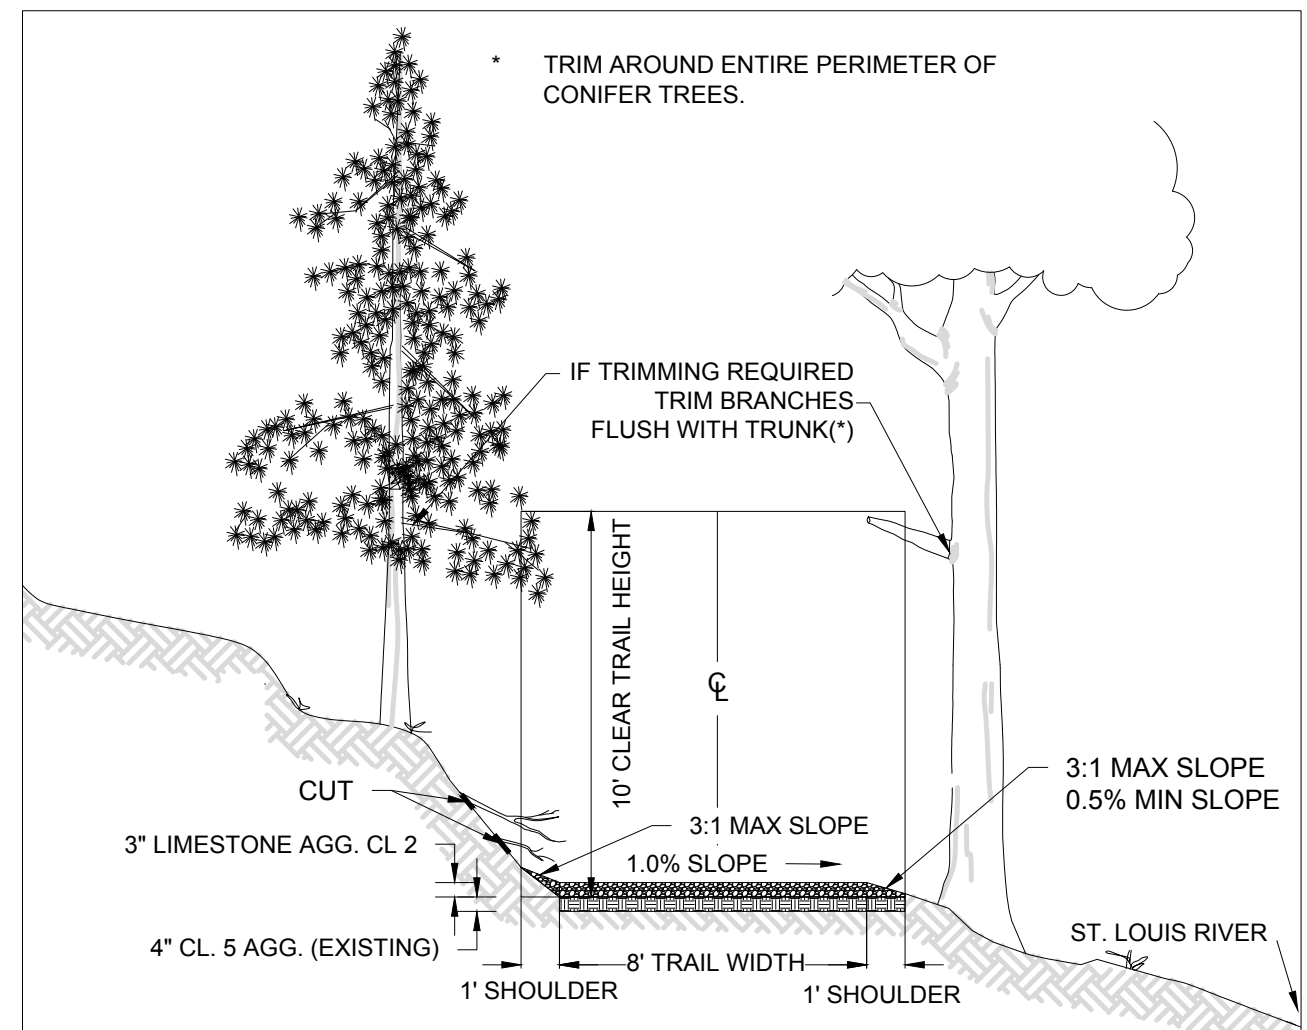 * TRIM AROUND ENTIRE PERIMETER OF
CONIFER TREES.
IF TRIMMING REQUIRED
TRIM BRANCHES
FLUSH WITH TRUNK(*)
10' CLEAR TRAIL HEIGHT
℄
CUT
3:1 MAX SLOPE
0.5% MIN SLOPE
3:1 MAX SLOPE
3" LIMESTONE AGG. CL 2
1.0% SLOPE
4" CL. 5 AGG. (EXISTING)
8' TRAIL WIDTH
ST. LOUIS RIVER
1' SHOULDER
1' SHOULDER